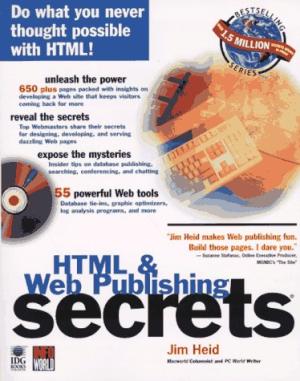 Do what you never
thought possible
with HTML!
BESTSELLING
1.5 MILLION
SERIES
unleash the power
650 plus pages packed with insights on
developing a Web site that keeps visitors
coming back for more
reveal the secrets
Top Webmasters share their secrets
for designing, developing, and serving
dazzling Web pages
expose the mysteries
Insider tips on database publishing,
searching, conferencing, and chatting
55 powerful Web tools
Database tie-ins, graphic optimizers,
log analysis programs, and more
"Jim Heid makes Web publishing fun.
Build those pages. I dare you."
— Suzanne Stefanac, Online Executive Producer,
MSNBC's "The Site"
HTML &
Web Publishing
secrets®
Jim Heid
Macworld Columnist and PC World Writer
IDG
BOOKS
WORLD